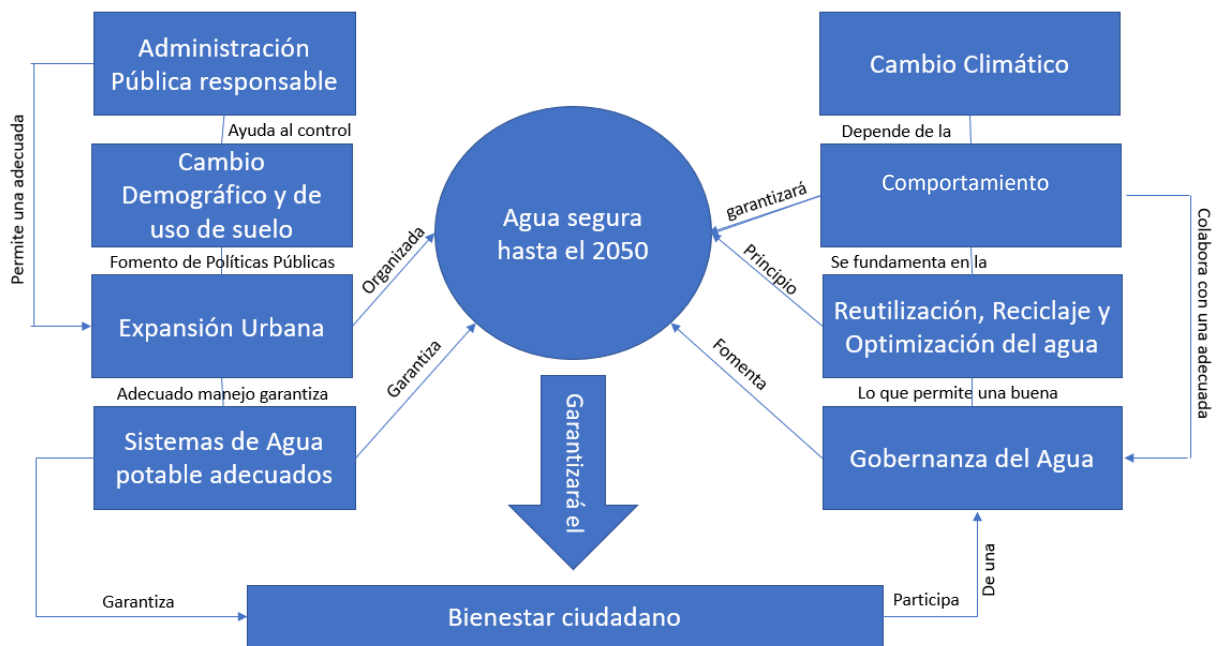 Administración
Pública responsable
Cambio Climático
Permite una adecuada
Ayuda al control
Depende de la
Cambio
Demográfico y de
uso de suelo
Agua segura
hasta el 2050
Comportamiento
garantizará
Colabora con una adecuada
Fomento de Políticas Públicas
Organizada
Principio
Se fundamenta en la
Expansión Urbana
Reutilización, Reciclaje y
Optimización del agua
Adecuado manejo garantiza
Garantiza
Fomenta
Lo que permite una buena
Sistemas de Agua
potable adecuados
Garantizará el
Gobernanza del Agua
Garantiza
Bienestar ciudadano
Participa
De una